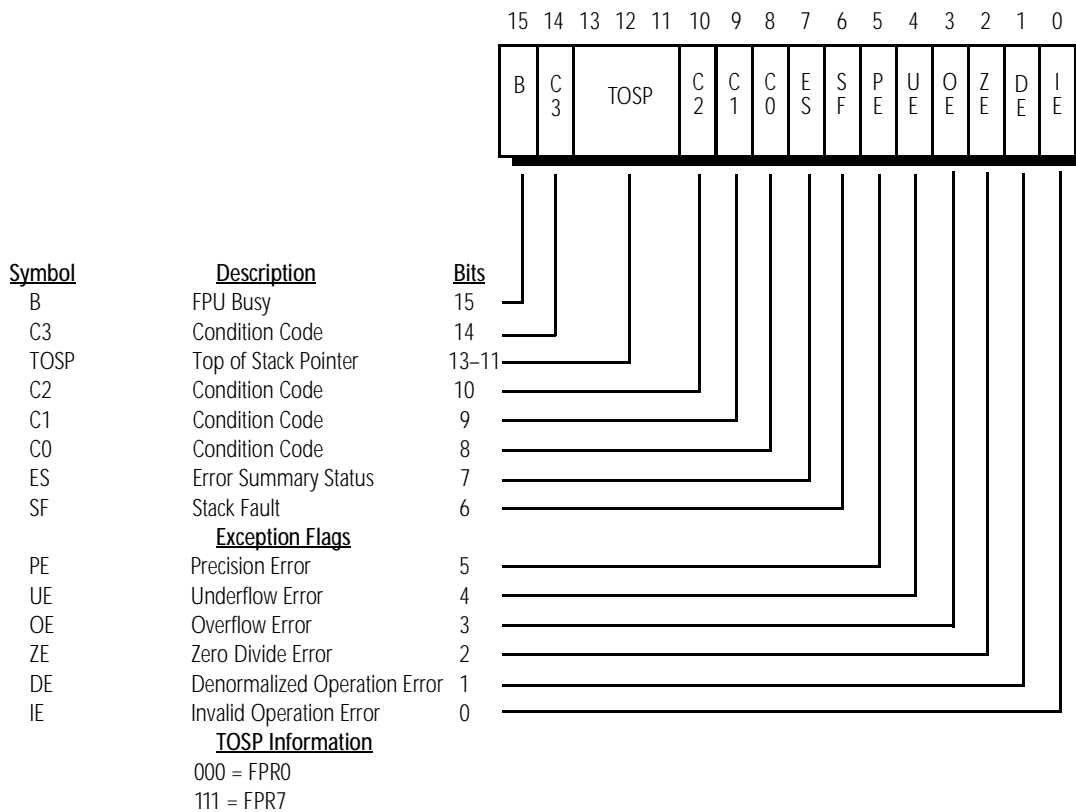 15 14 13 12 11 10 9 8 7 6 5 4 3 2 1 0
B C3 TOSP C2 C1 C0 ES SF PE UE OE ZE DE IE
Symbol Description Bits
B FPU Busy 15
C3 Condition Code 14
TOSP Top of Stack Pointer 13–11
C2 Condition Code 10
C1 Condition Code 9
C0 Condition Code 8
ES Error Summary Status 7
SF Stack Fault 6
Exception Flags
PE Precision Error 5
UE Underflow Error 4
OE Overflow Error 3
ZE Zero Divide Error 2
DE Denormalized Operation Error 1
IE Invalid Operation Error 0
TOSP Information
000 = FPR0
111 = FPR7